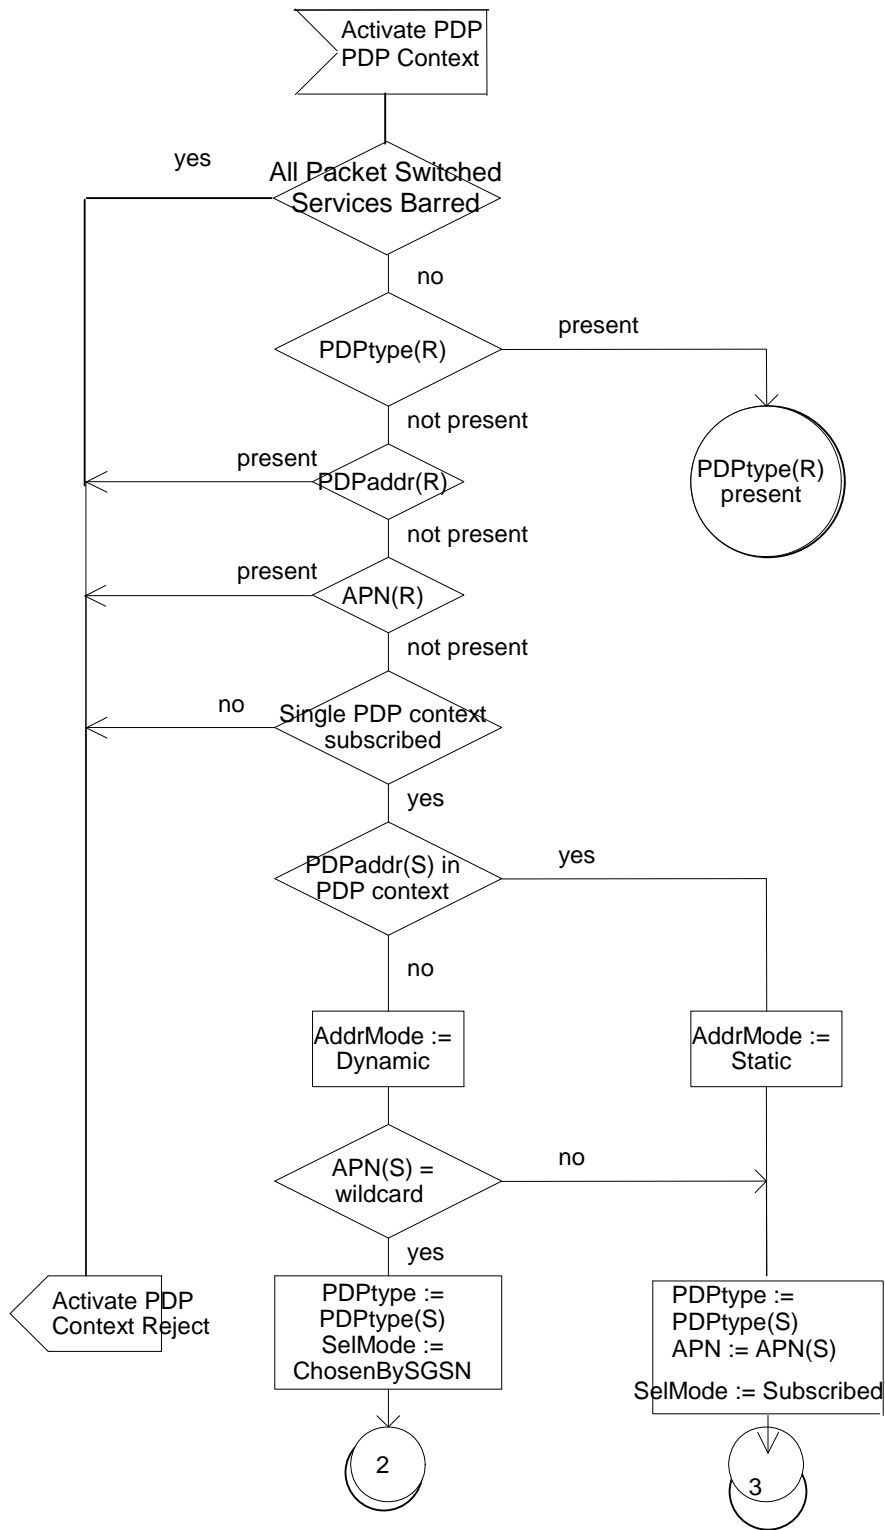 Activate PDP
PDP Context
yes
All Packet Switched
Services Barred
no
present
PDPtype(R)
not present
present
PDPaddr(R)
PDPtype(R)
present
not present
present
APN(R)
not present
no
Single PDP context
subscribed
yes
PDPaddr(S) in
PDP context
yes
no
AddrMode :=
Dynamic
AddrMode :=
Static
APN(S) =
wildcard
no
yes
Activate PDP
Context Reject
PDPtype :=
PDPtype(S)
SelMode :=
ChosenBySGSN
PDPtype :=
PDPtype(S)
APN := APN(S)
SelMode := Subscribed
2
3